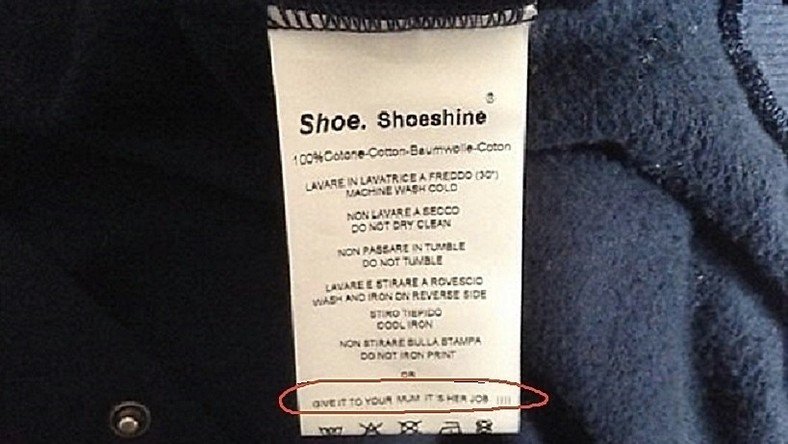 ®
Shoe. Shoeshine
100% Cotone-Cotton-Baumwolle-Coton
LAVARE IN LAVATRICE A FREDDO (30°)
MACHINE WASH COLD
NON LAVARE A SECCO
DO NOT DRY CLEAN
NON PASSARE IN TUMBLE
DO NOT TUMBLE
LAVARE E STIRARE A ROVESCIO
WASH AND IRON ON REVERSE SIDE
STIRO TIEPIDO
COOL IRON
NON STIRARE SULLA STAMPA
DO NOT IRON PRINT
OR
GIVE IT TO YOUR MUM IT'S HER JOB !!!!